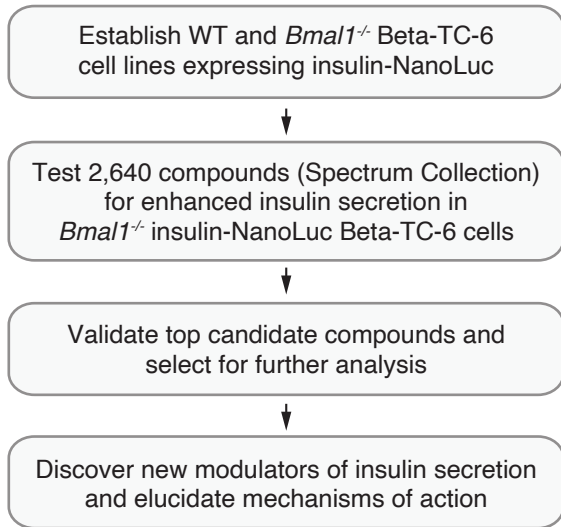 Establish WT and Bmal1-/- Beta-TC-6
cell lines expressing insulin-NanoLuc
Test 2,640 compounds (Spectrum Collection)
for enhanced insulin secretion in
Bmal1-/- insulin-NanoLuc Beta-TC-6 cells
Validate top candidate compounds and
select for further analysis
Discover new modulators of insulin secretion
and elucidate mechanisms of action